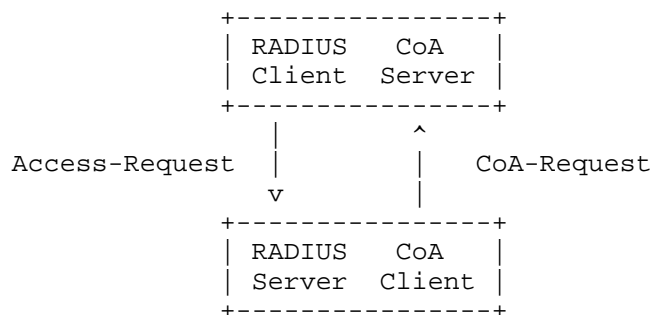 RADIUS CoA
Client Server
Access-Request CoA-Request
RADIUS CoA
Server Client